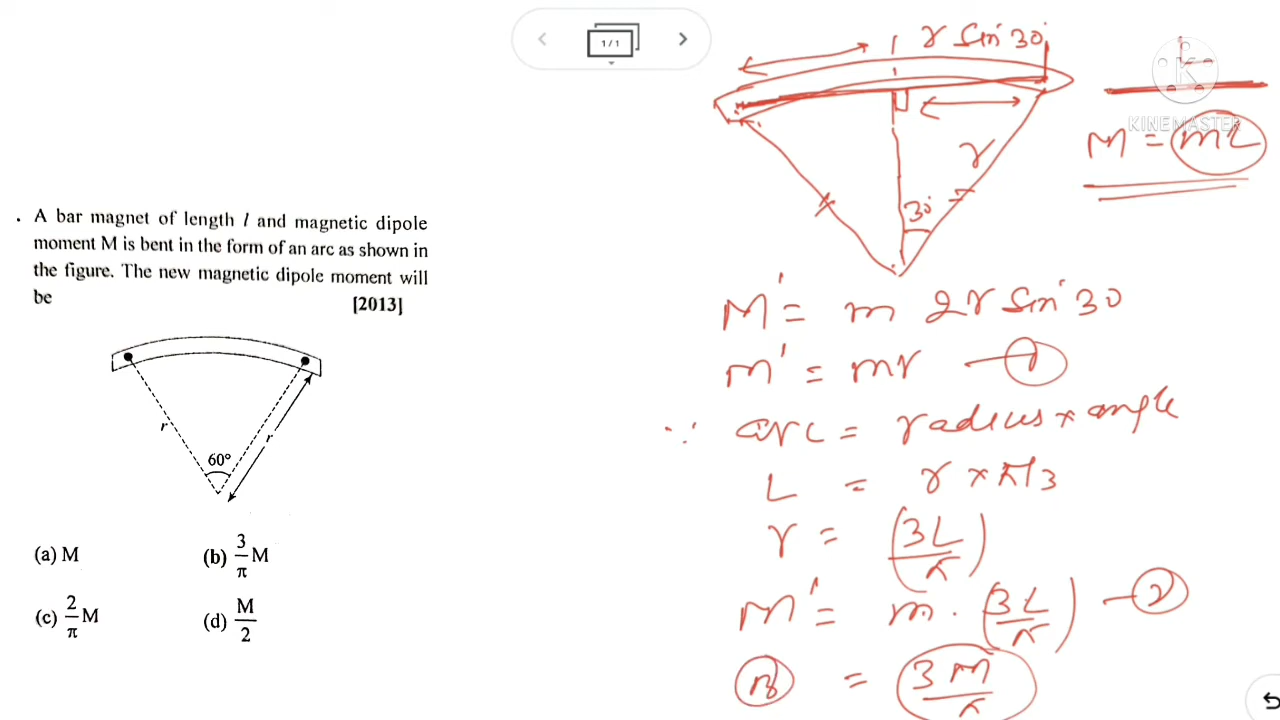 1/1
. A bar magnet of length l and magnetic dipole
moment M is bent in the form of an arc as shown in
the figure. The new magnetic dipole moment will
be [2013]
r
r
60°
(a) M
(b) 3/π M
(c) 2/π M
(d) M/2
r Sin 30
L
KINEMASTER
M = mL
r
30
M' = m 2r Sin 30
M' = mr — 1
∵ arc = radius × angle
L = r × π/3
r = (3L/π)
M' = m · (3L/π) — 2
B = 3M/π